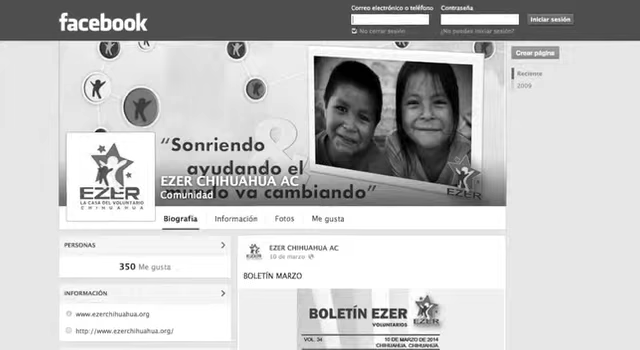 facebook
Correo electrónico o teléfono
Contraseña
No cerrar sesión
¿No puedes iniciar sesión?
Iniciar sesión
Crear página
Reciente
2009
"Sonriendo
ayudando el
mundo va cambiando"
EZER
EZER
LA CASA DEL VOLUNTARIO
CHIHUAHUA
EZER CHIHUAHUA AC
Comunidad
Biografía
Información
Fotos
Me gusta
PERSONAS
350 Me gusta
INFORMACIÓN
www.ezerchihuahua.org
http://www.ezerchihuahua.org/
EZER CHIHUAHUA AC
10 de marzo
BOLETÍN MARZO
BOLETÍN EZER
VOLUNTARIOS
EZER
VOL. 34
10 DE MARZO DE 2014
CHIHUAHUA, CHIHUAHUA.